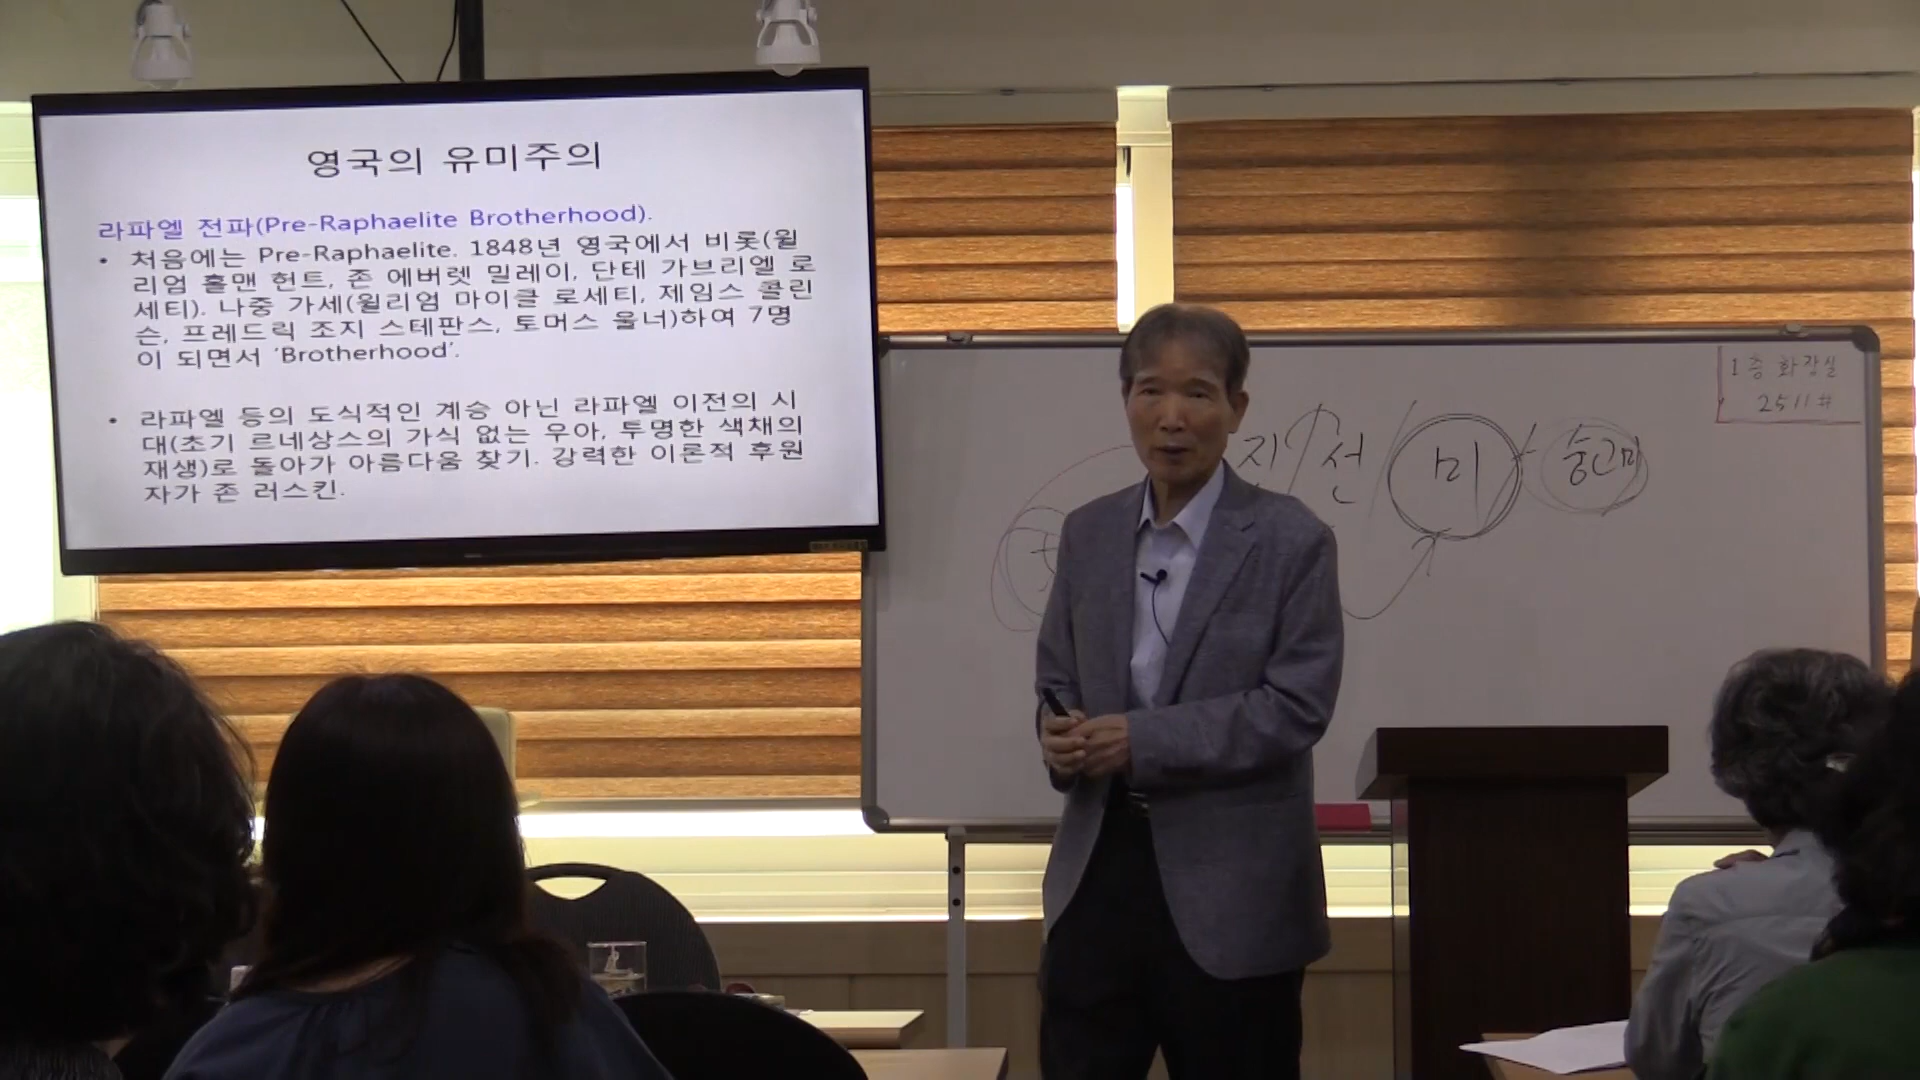 영국의 유미주의
라파엘 전파(Pre-Raphaelite Brotherhood).
• 처음에는 Pre-Raphaelite. 1848년 영국에서 비롯(윌
리엄 홀맨 헌트, 존 에버렛 밀레이, 단테 가브리엘 로
세티). 나중 가세(윌리엄 마이클 로세티, 제임스 콜린
슨, 프레드릭 조지 스테판스, 토머스 울너)하여 7명
이 되면서 'Brotherhood'.
• 라파엘 등의 도식적인 계승 아닌 라파엘 이전의 시
대(초기 르네상스의 가식 없는 우아, 투명한 색채의
재생)로 돌아가 아름다움 찾기. 강력한 이론적 후원
자가 존 러스킨.
1층 화장실
2511#
진 선 미 숭고미